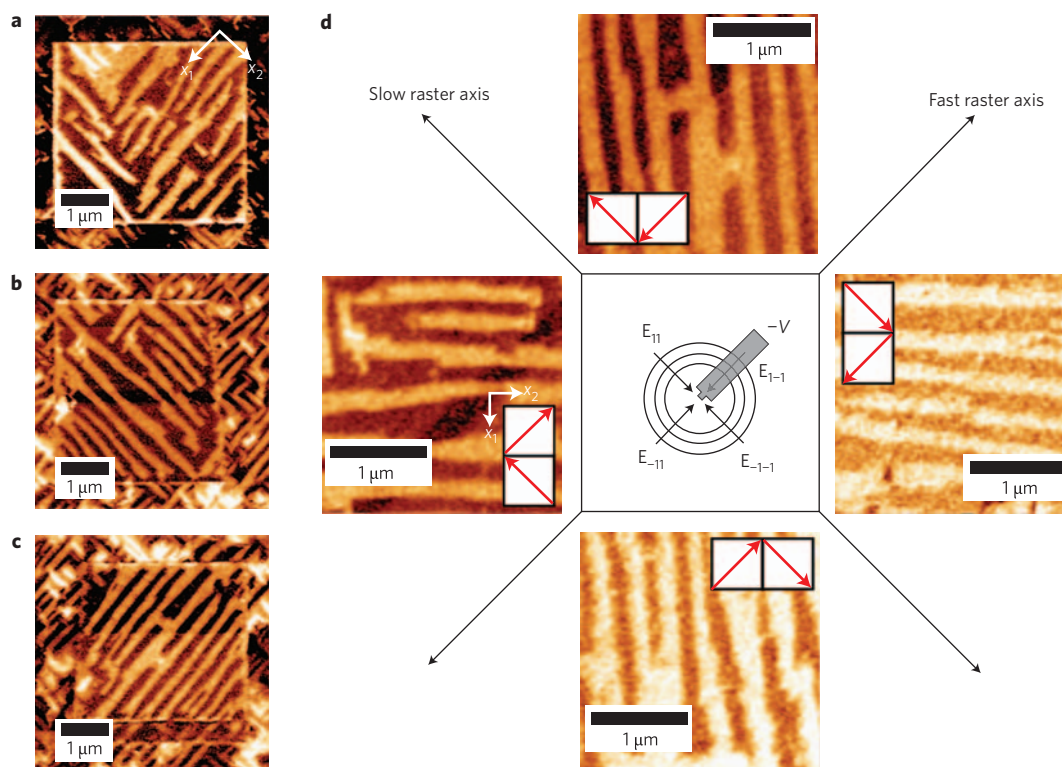 a
x1
x2
1 µm
b
1 µm
c
1 µm
d
Slow raster axis
Fast raster axis
1 µm
x2
x1
1 µm
−V
E11
E1−1
E−11
E−1−1
1 µm
1 µm